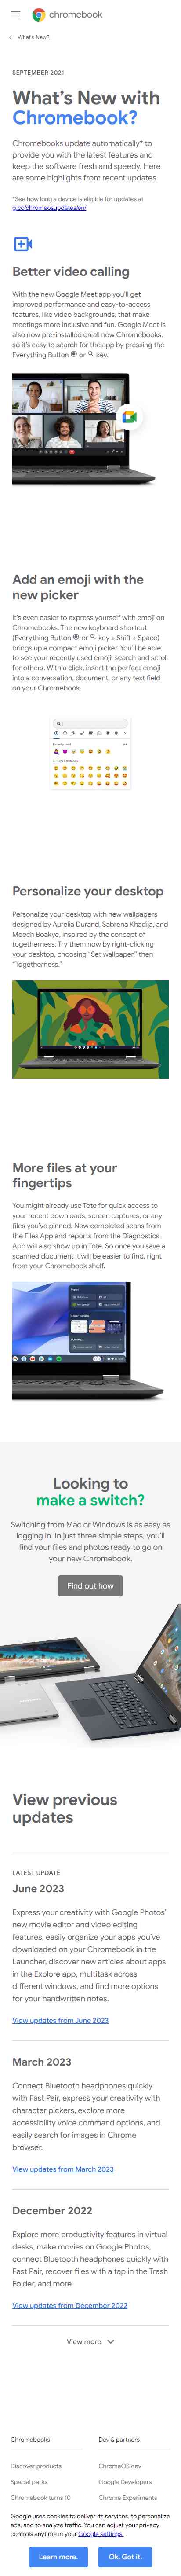 chromebook
What's New?
SEPTEMBER 2021
What's New with
Chromebook?
Chromebooks update automatically* to
provide you with the latest features and
keep the software fresh and speedy. Here
are some highlights from recent updates.
*See how long a device is eligible for updates at
g.co/chromeosupdates/en/.
Better video calling
With the new Google Meet app you'll get
improved performance and easy-to-access
features, like video backgrounds, that make
meetings more inclusive and fun. Google Meet is
also now pre-installed on all new Chromebooks,
so it's easy to search for the app by pressing the
Everything Button or key.
Add an emoji with the
new picker
It's even easier to express yourself with emoji on
Chromebooks. The new keyboard shortcut
(Everything Button or key + Shift + Space)
brings up a compact emoji picker. You'll be able
to see your recently used emoji, search and scroll
for others. With a click, insert the perfect emoji
into a conversation, document, or any text field
on your Chromebook.
Personalize your desktop
Personalize your desktop with new wallpapers
designed by Aurelia Durand, Sabrena Khadija, and
Meech Boakye, inspired by the concept of
togetherness. Try them now by right-clicking
your desktop, choosing "Set wallpaper," then
"Togetherness."
More files at your
fingertips
You might already use Tote for quick access to
your recent downloads, screen captures, or any
files you've pinned. Now completed scans from
the Files App and reports from the Diagnostics
App will also show up in Tote. So once you save a
scanned document it will be easier to find, right
from your Chromebook shelf.
Looking to
make a switch?
Switching from Mac or Windows is as easy as
logging in. In just three simple steps, you'll
find your files and photos ready to go on
your new Chromebook.
Find out how
View previous
updates
LATEST UPDATE
June 2023
Express your creativity with Google Photos'
new movie editor and video editing
features, easily organize your apps you've
downloaded on your Chromebook in the
Launcher, discover new articles about apps
in the Explore app, multitask across
different windows, and find more options
for your handwritten notes.
View updates from June 2023
March 2023
Connect Bluetooth headphones quickly
with Fast Pair, express your creativity with
character pickers, explore more
accessibility voice command options, and
easily search for images in Chrome
browser.
View updates from March 2023
December 2022
Explore more productivity features in virtual
desks, make movies on Google Photos,
connect Bluetooth headphones quickly with
Fast Pair, recover files with a tap in the Trash
Folder, and more
View updates from December 2022
View more
Chromebooks
Dev & partners
Discover products
ChromeOS.dev
Special perks
Google Developers
Chromebook turns 10
Chrome Experiments
Google uses cookies to deliver its services, to personalize
ads, and to analyze traffic. You can adjust your privacy
controls anytime in your Google settings.
Learn more.
Ok, Got it.